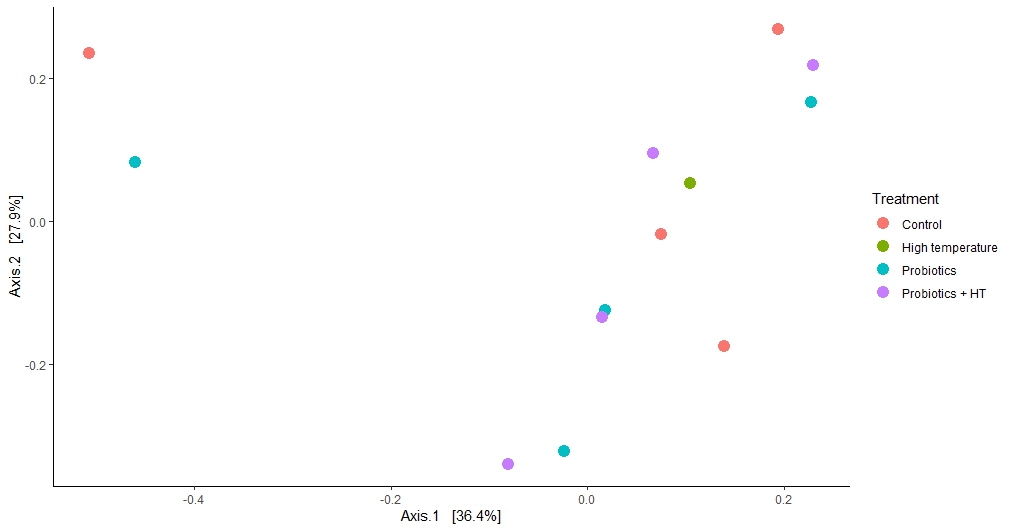 0.2
0.0
-0.2
Axis.2 [27.9%]
-0.4
-0.2
0.0
0.2
Axis.1 [36.4%]
Treatment
Control
High temperature
Probiotics
Probiotics + HT